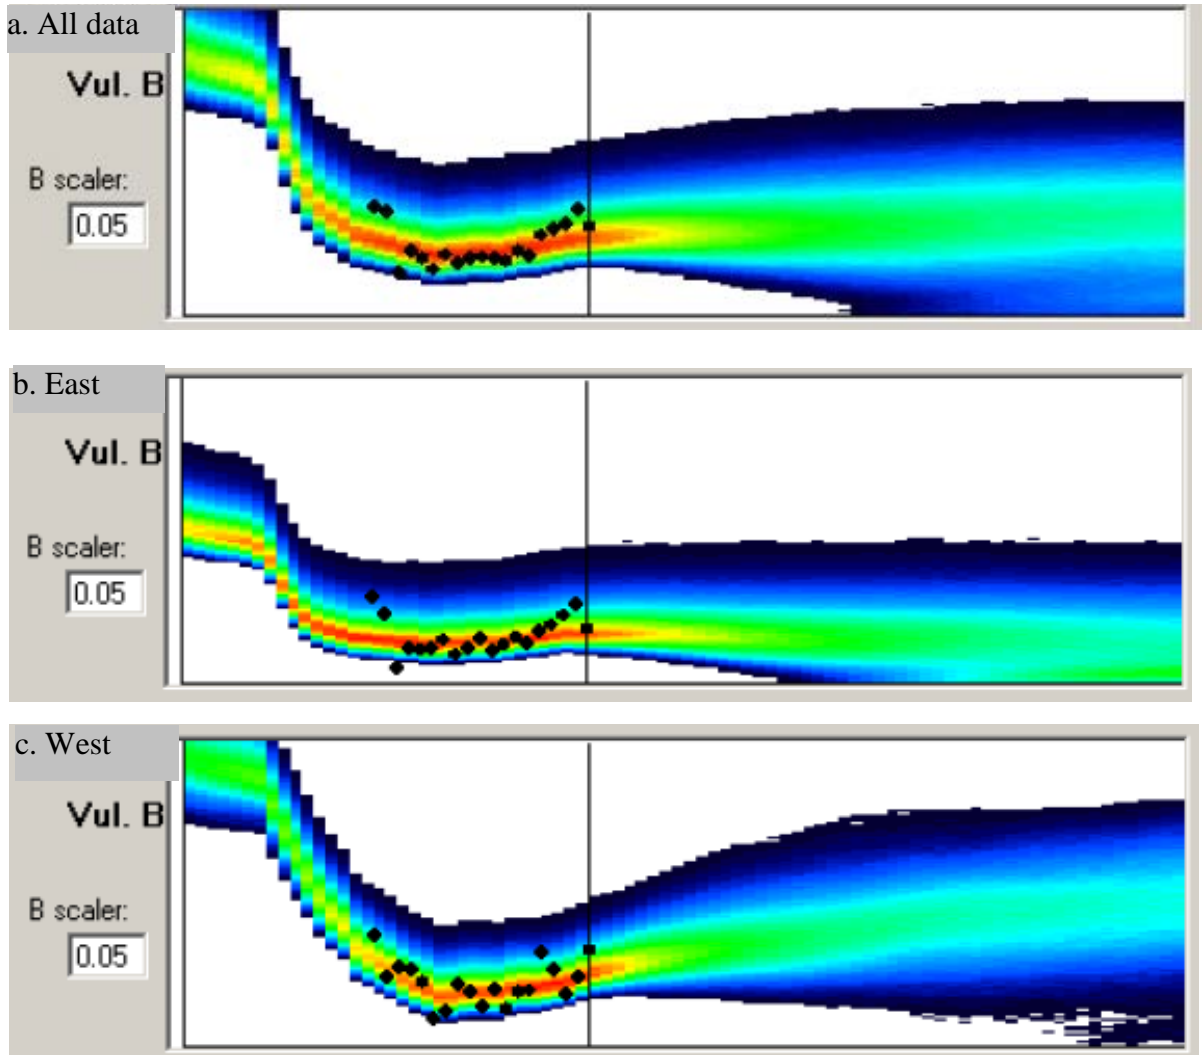 a. All data
Vul. B
B scaler:
0.05
b. East
Vul. B
B scaler:
0.05
c. West
Vul. B
B scaler:
0.05